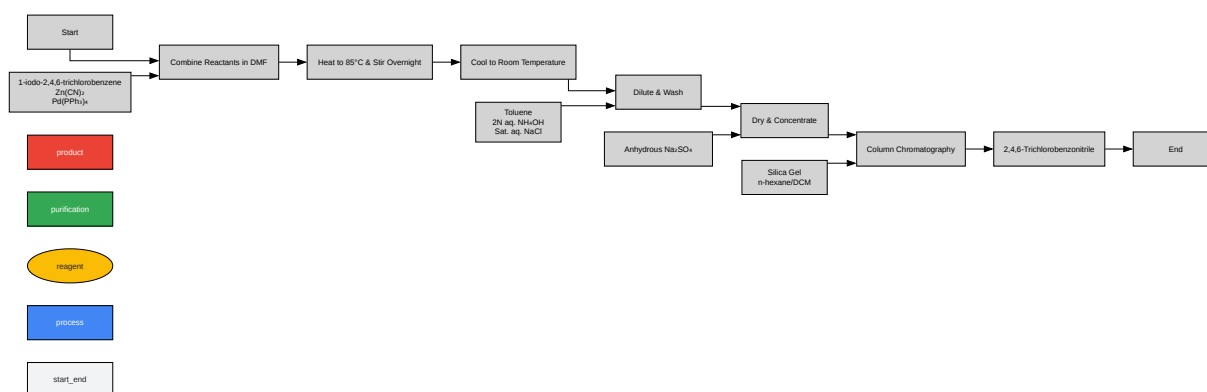 Start
1-iodo-2,4,6-trichlorobenzene
Zn(CN)₂
Pd(PPh₃)₄
Combine Reactants in DMF
Heat to 85°C & Stir Overnight
Cool to Room Temperature
Toluene
2N aq. NH₄OH
Sat. aq. NaCl
Dilute & Wash
Anhydrous Na₂SO₄
Dry & Concentrate
Silica Gel
n-hexane/DCM
Column Chromatography
2,4,6-Trichlorobenzonitrile
End
product
purification
reagent
process
start_end